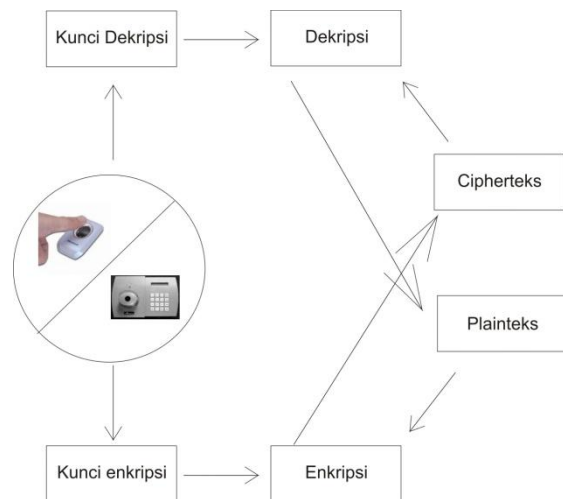 Kunci Dekripsi
Dekripsi
Cipherteks
Plainteks
Kunci enkripsi
Enkripsi